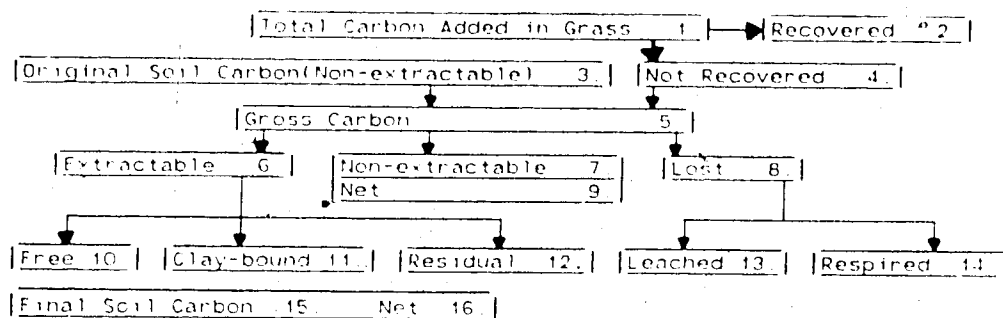 Total Carbon Added in Grass 1 Recovered 2
Original Soil Carbon(Non-extractable) 3. Not Recovered 4.
Gross Carbon 5
Extractable 6 Non-extractable 7 Lost 8.
Net 9.
Free 10 Clay-bound 11. Residual 12. Leached 13. Respired 14
Final Soil Carbon 15. Net 16.